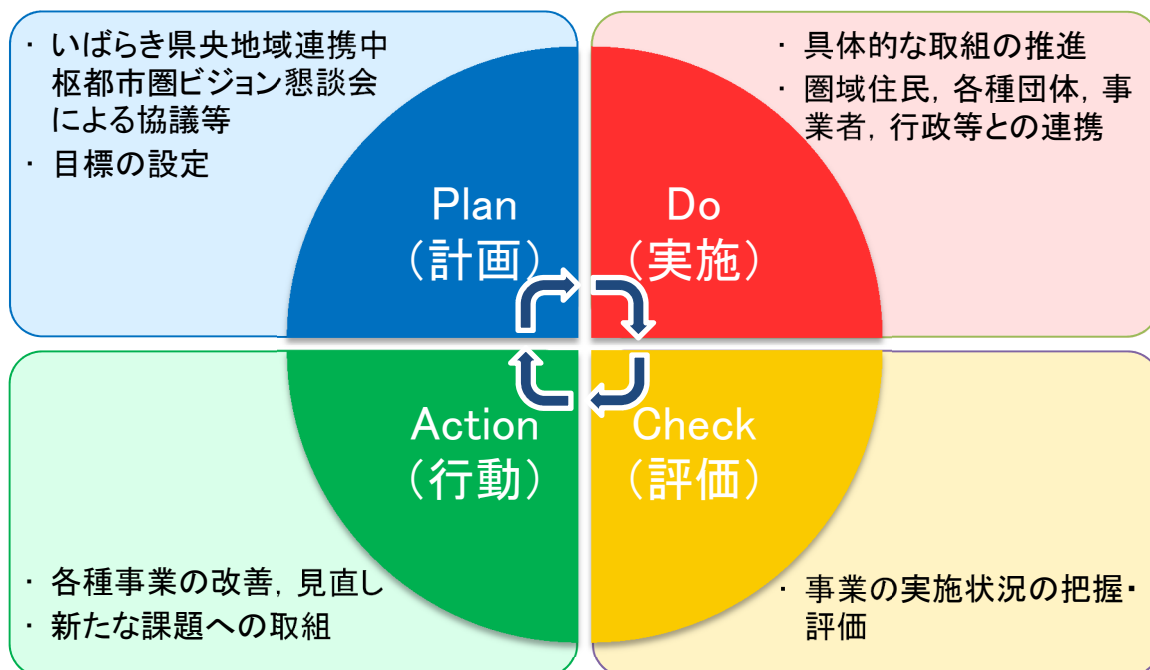 ・ いばらき県央地域連携中
枢都市圏ビジョン懇談会
による協議等
・ 目標の設定
・ 具体的な取組の推進
・ 圏域住民，各種団体，事
業者，行政等との連携
Plan
（計画）
Do
（実施）
Action
（行動）
Check
（評価）
・ 各種事業の改善，見直し
・ 新たな課題への取組
・ 事業の実施状況の把握・
評価